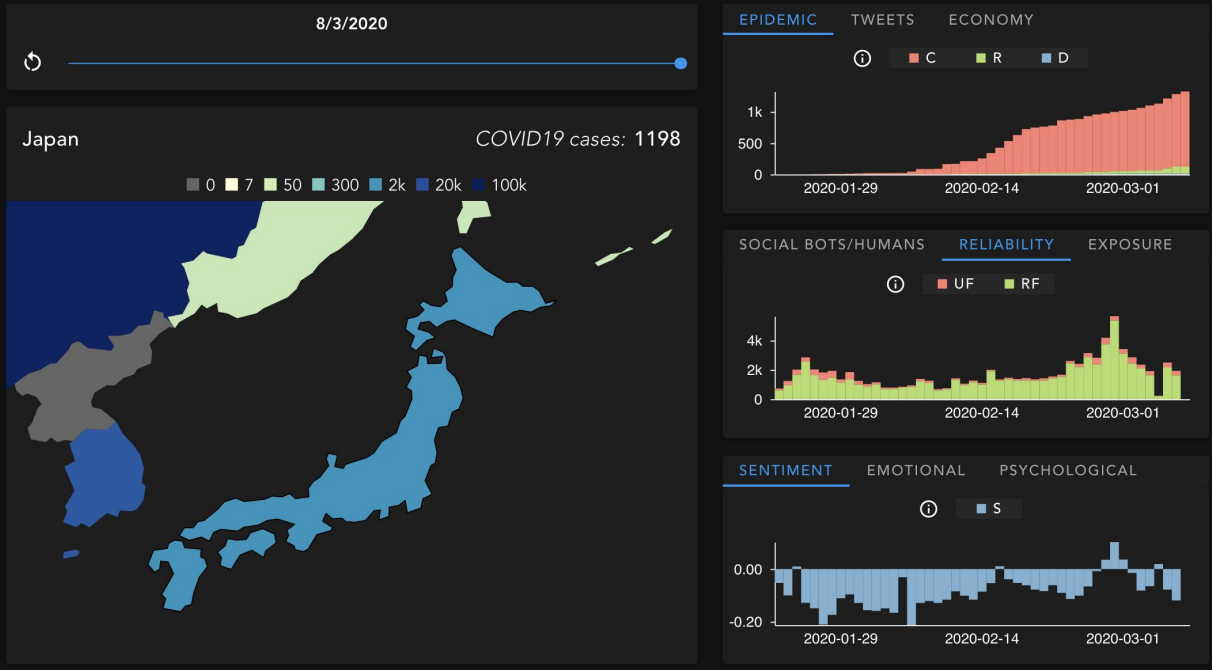 8/3/2020
Japan COVID19 cases: 1198
0 7 50 300 2k 20k 100k
EPIDEMIC TWEETS ECONOMY
C R D
1k
500
0
2020-01-29 2020-02-14 2020-03-01
SOCIAL BOTS/HUMANS RELIABILITY EXPOSURE
UF RF
4k
2k
0
2020-01-29 2020-02-14 2020-03-01
SENTIMENT EMOTIONAL PSYCHOLOGICAL
S
0.00
-0.20
2020-01-29 2020-02-14 2020-03-01